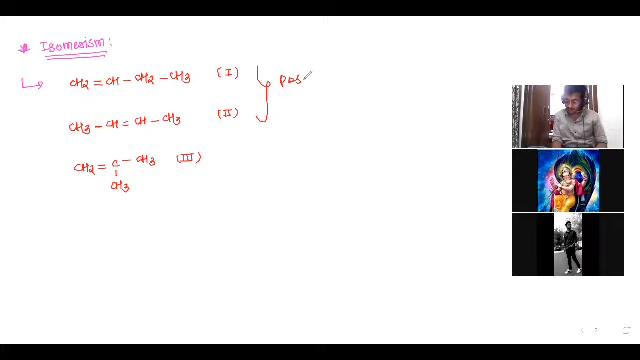 * Isomerism:
CH2 = CH - CH2 - CH3 (I)
Pos
CH3 - CH = CH - CH3 (II)
CH2 = C - CH3 (III)
CH3